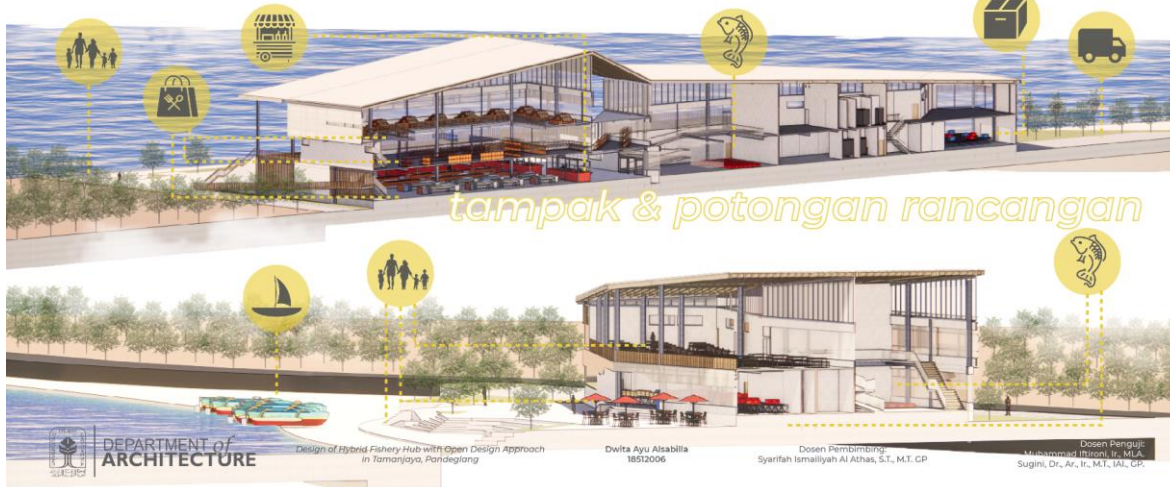 tampak & potongan rancangan
DEPARTMENT of
ARCHITECTURE
Design of Hybrid Fishery Hub with Open Design Approach
in Tamanjaya, Pandeglang
Dwita Ayu Alsabilla
18512006
Dosen Pembimbing:
Syarifah Ismailiyah Al Athas, S.T., M.T. GP
Dosen Penguji:
Muhammad Iftironi, Ir., MLA.
Sugini, Dr., Ar., Ir., M.T., IAI., GP.